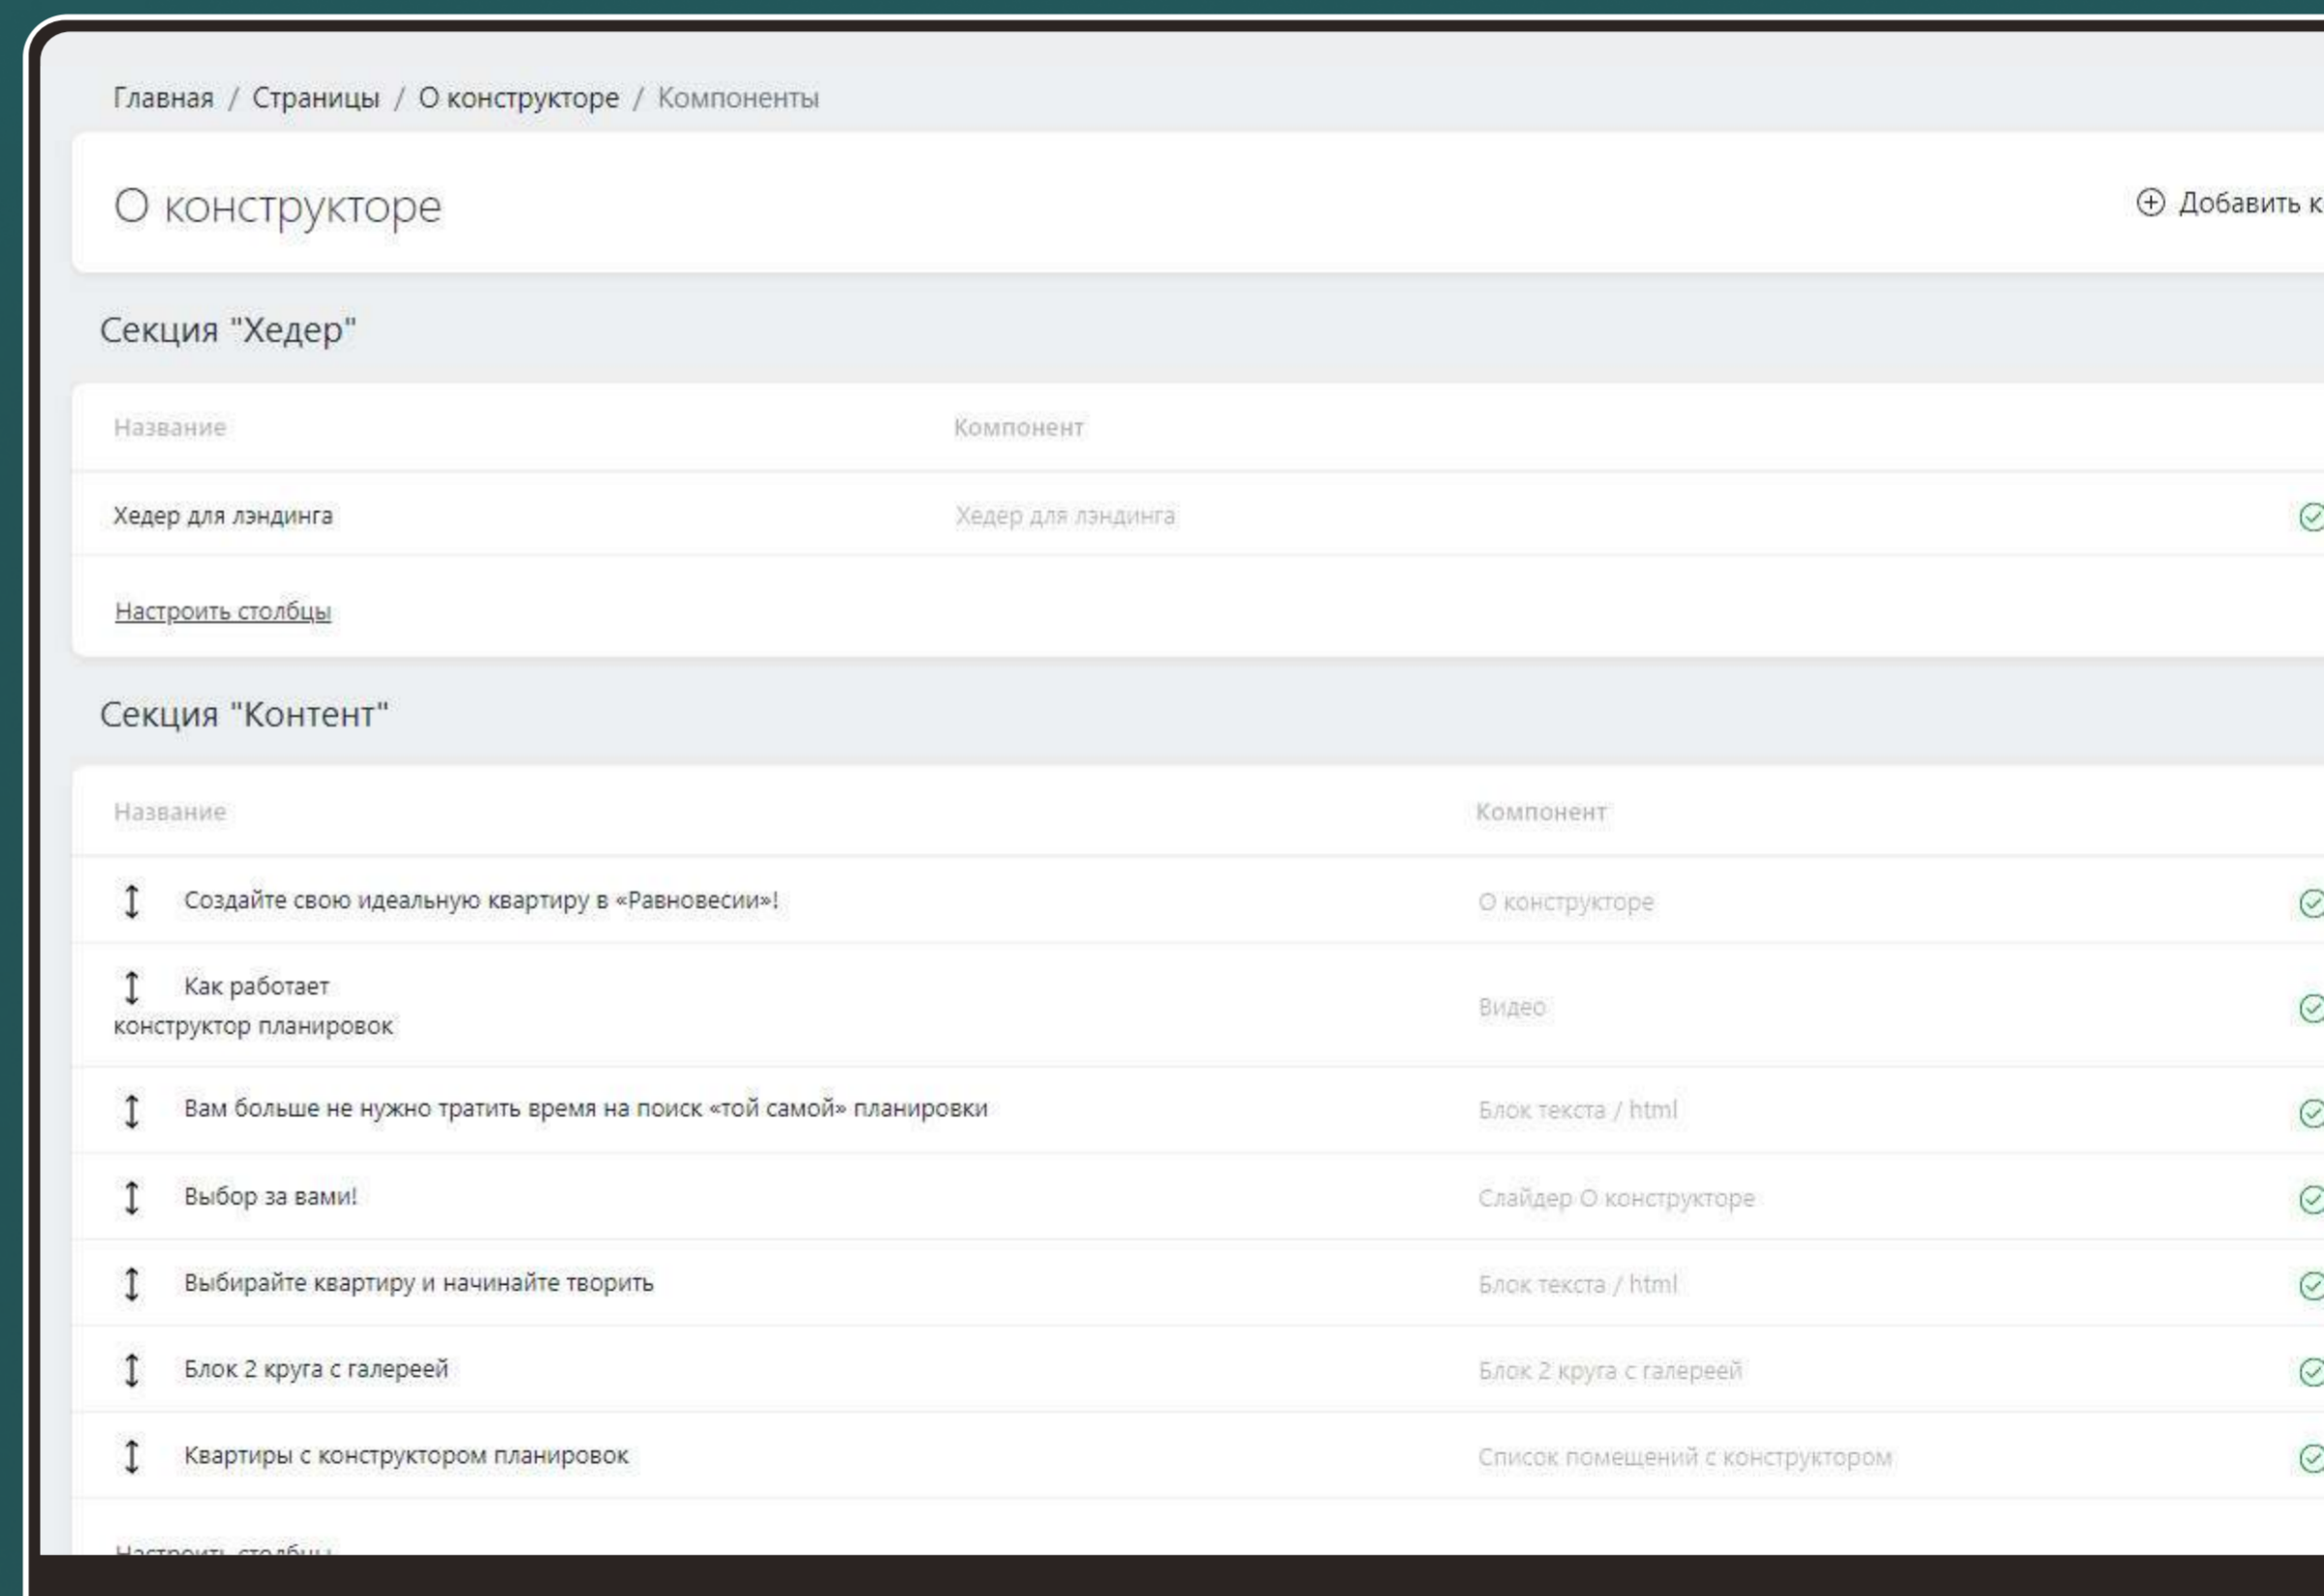 Главная / Страницы / О конструкторе / Компоненты
О конструкторе
Добавить
Секция "Хедер"
Название Компонент
Хедер для лэндинга Хедер для лэндинга
Настроить столбцы
Секция "Контент"
Название Компонент
Создайте свою идеальную квартиру в «Равновесии»! О конструкторе
Как работает
конструктор планировок Видео
Вам больше не нужно тратить время на поиск «той самой» планировки Блок текста / html
Выбор за вами! Слайдер О конструкторе
Выбирайте квартиру и начинайте творить Блок текста / html
Блок 2 круга с галереей Блок 2 круга с галереей
Квартиры с конструктором планировок Список помещений с конструктором
Настроить столбцы